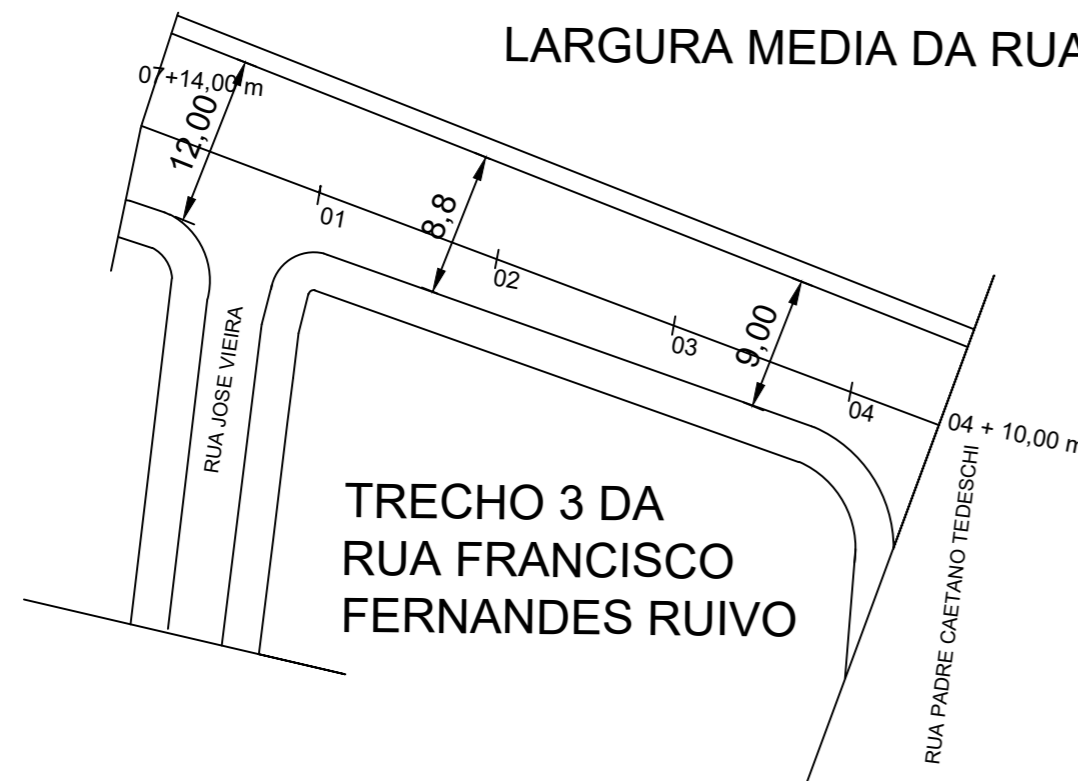 LARGURA MEDIA DA RUA
07+14,00 m
12,00
8,8
01
02
03
9,00
04
04 + 10,00 m
RUA JOSE VIEIRA
TRECHO 3 DA
RUA FRANCISCO
FERNANDES RUIVO
RUA PADRE CAETANO TEDESCHI